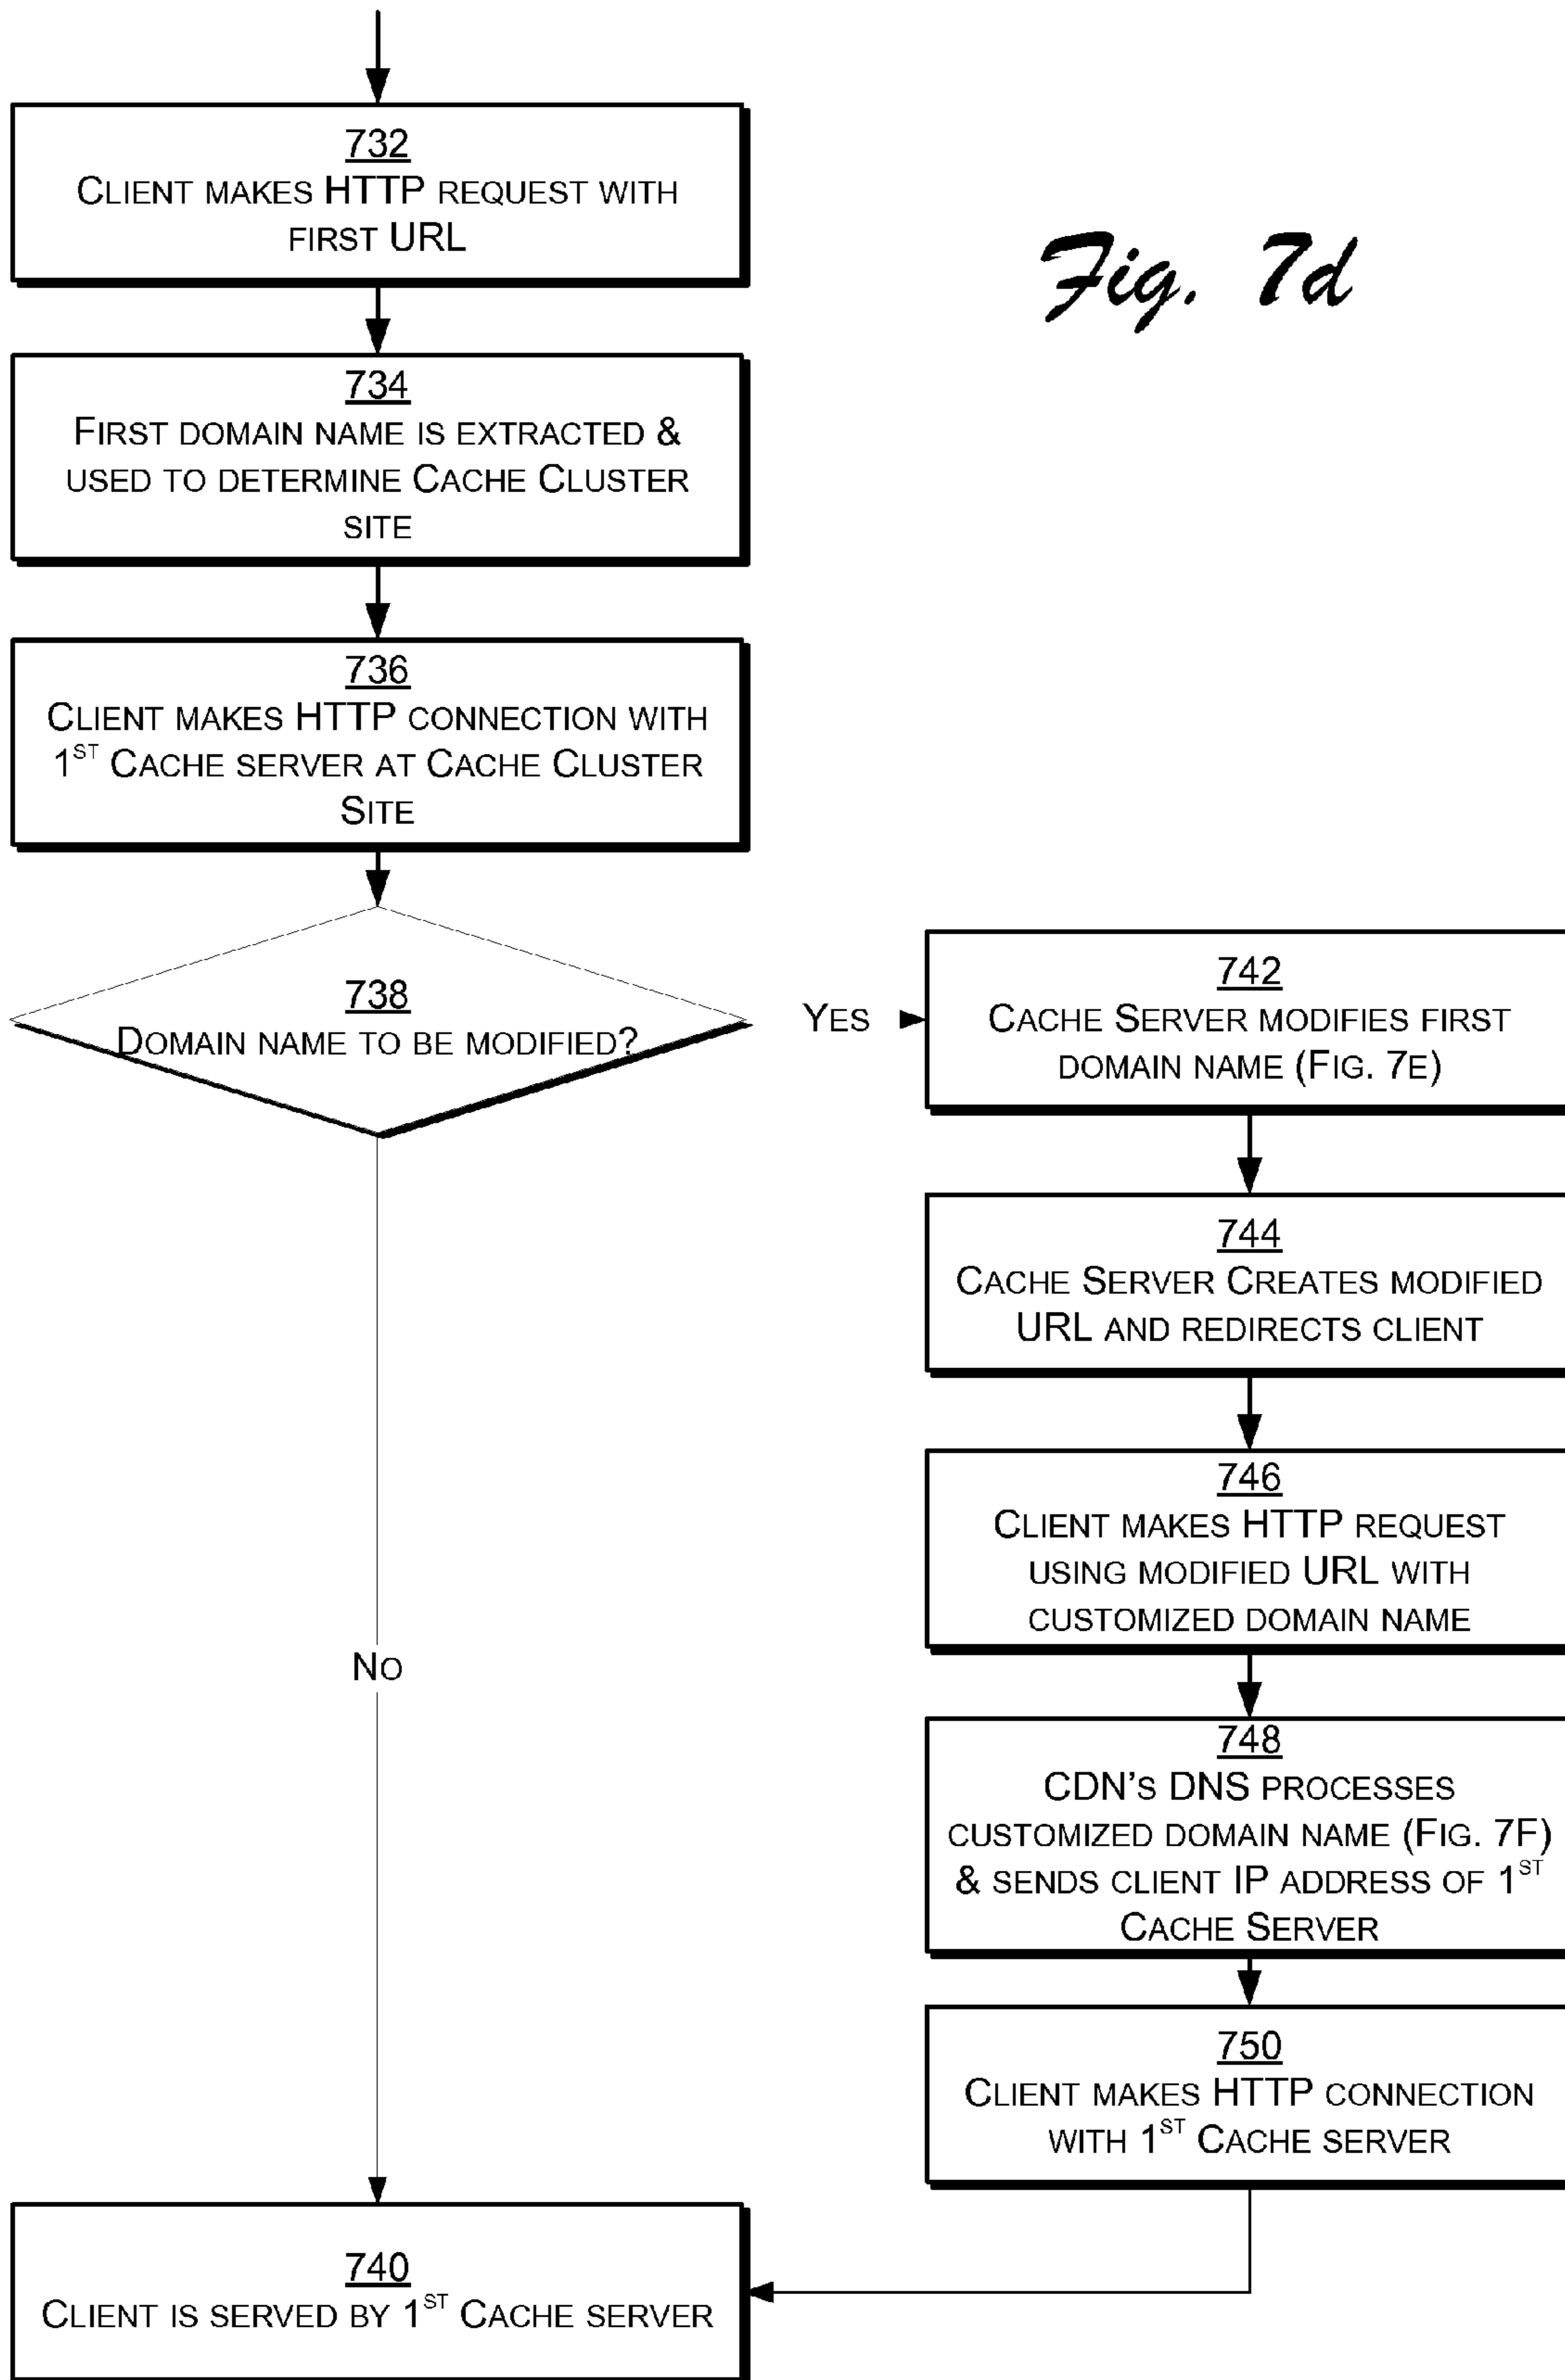 Fig. 7d
732
CLIENT MAKES HTTP REQUEST WITH
FIRST URL
734
FIRST DOMAIN NAME IS EXTRACTED &
USED TO DETERMINE CACHE CLUSTER
SITE
736
CLIENT MAKES HTTP CONNECTION WITH
1ST CACHE SERVER AT CACHE CLUSTER
SITE
738
DOMAIN NAME TO BE MODIFIED?
YES
742
CACHE SERVER MODIFIES FIRST
DOMAIN NAME (FIG. 7E)
744
CACHE SERVER CREATES MODIFIED
URL AND REDIRECTS CLIENT
746
CLIENT MAKES HTTP REQUEST
USING MODIFIED URL WITH
CUSTOMIZED DOMAIN NAME
748
CDN'S DNS PROCESSES
CUSTOMIZED DOMAIN NAME (FIG. 7F)
& SENDS CLIENT IP ADDRESS OF 1ST
CACHE SERVER
750
CLIENT MAKES HTTP CONNECTION
WITH 1ST CACHE SERVER
NO
740
CLIENT IS SERVED BY 1ST CACHE SERVER